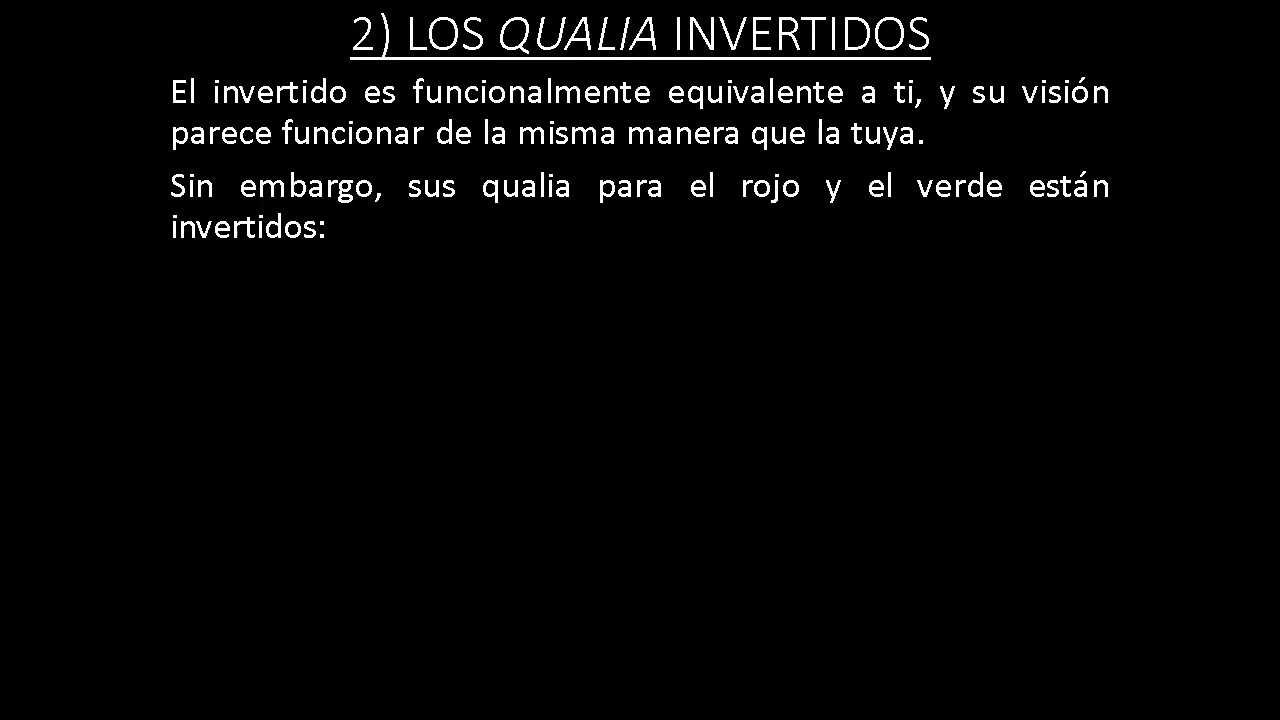 2) LOS QUALIA INVERTIDOS
El invertido es funcionalmente equivalente a ti, y su visión
parece funcionar de la misma manera que la tuya.
Sin embargo, sus qualia para el rojo y el verde están
invertidos: